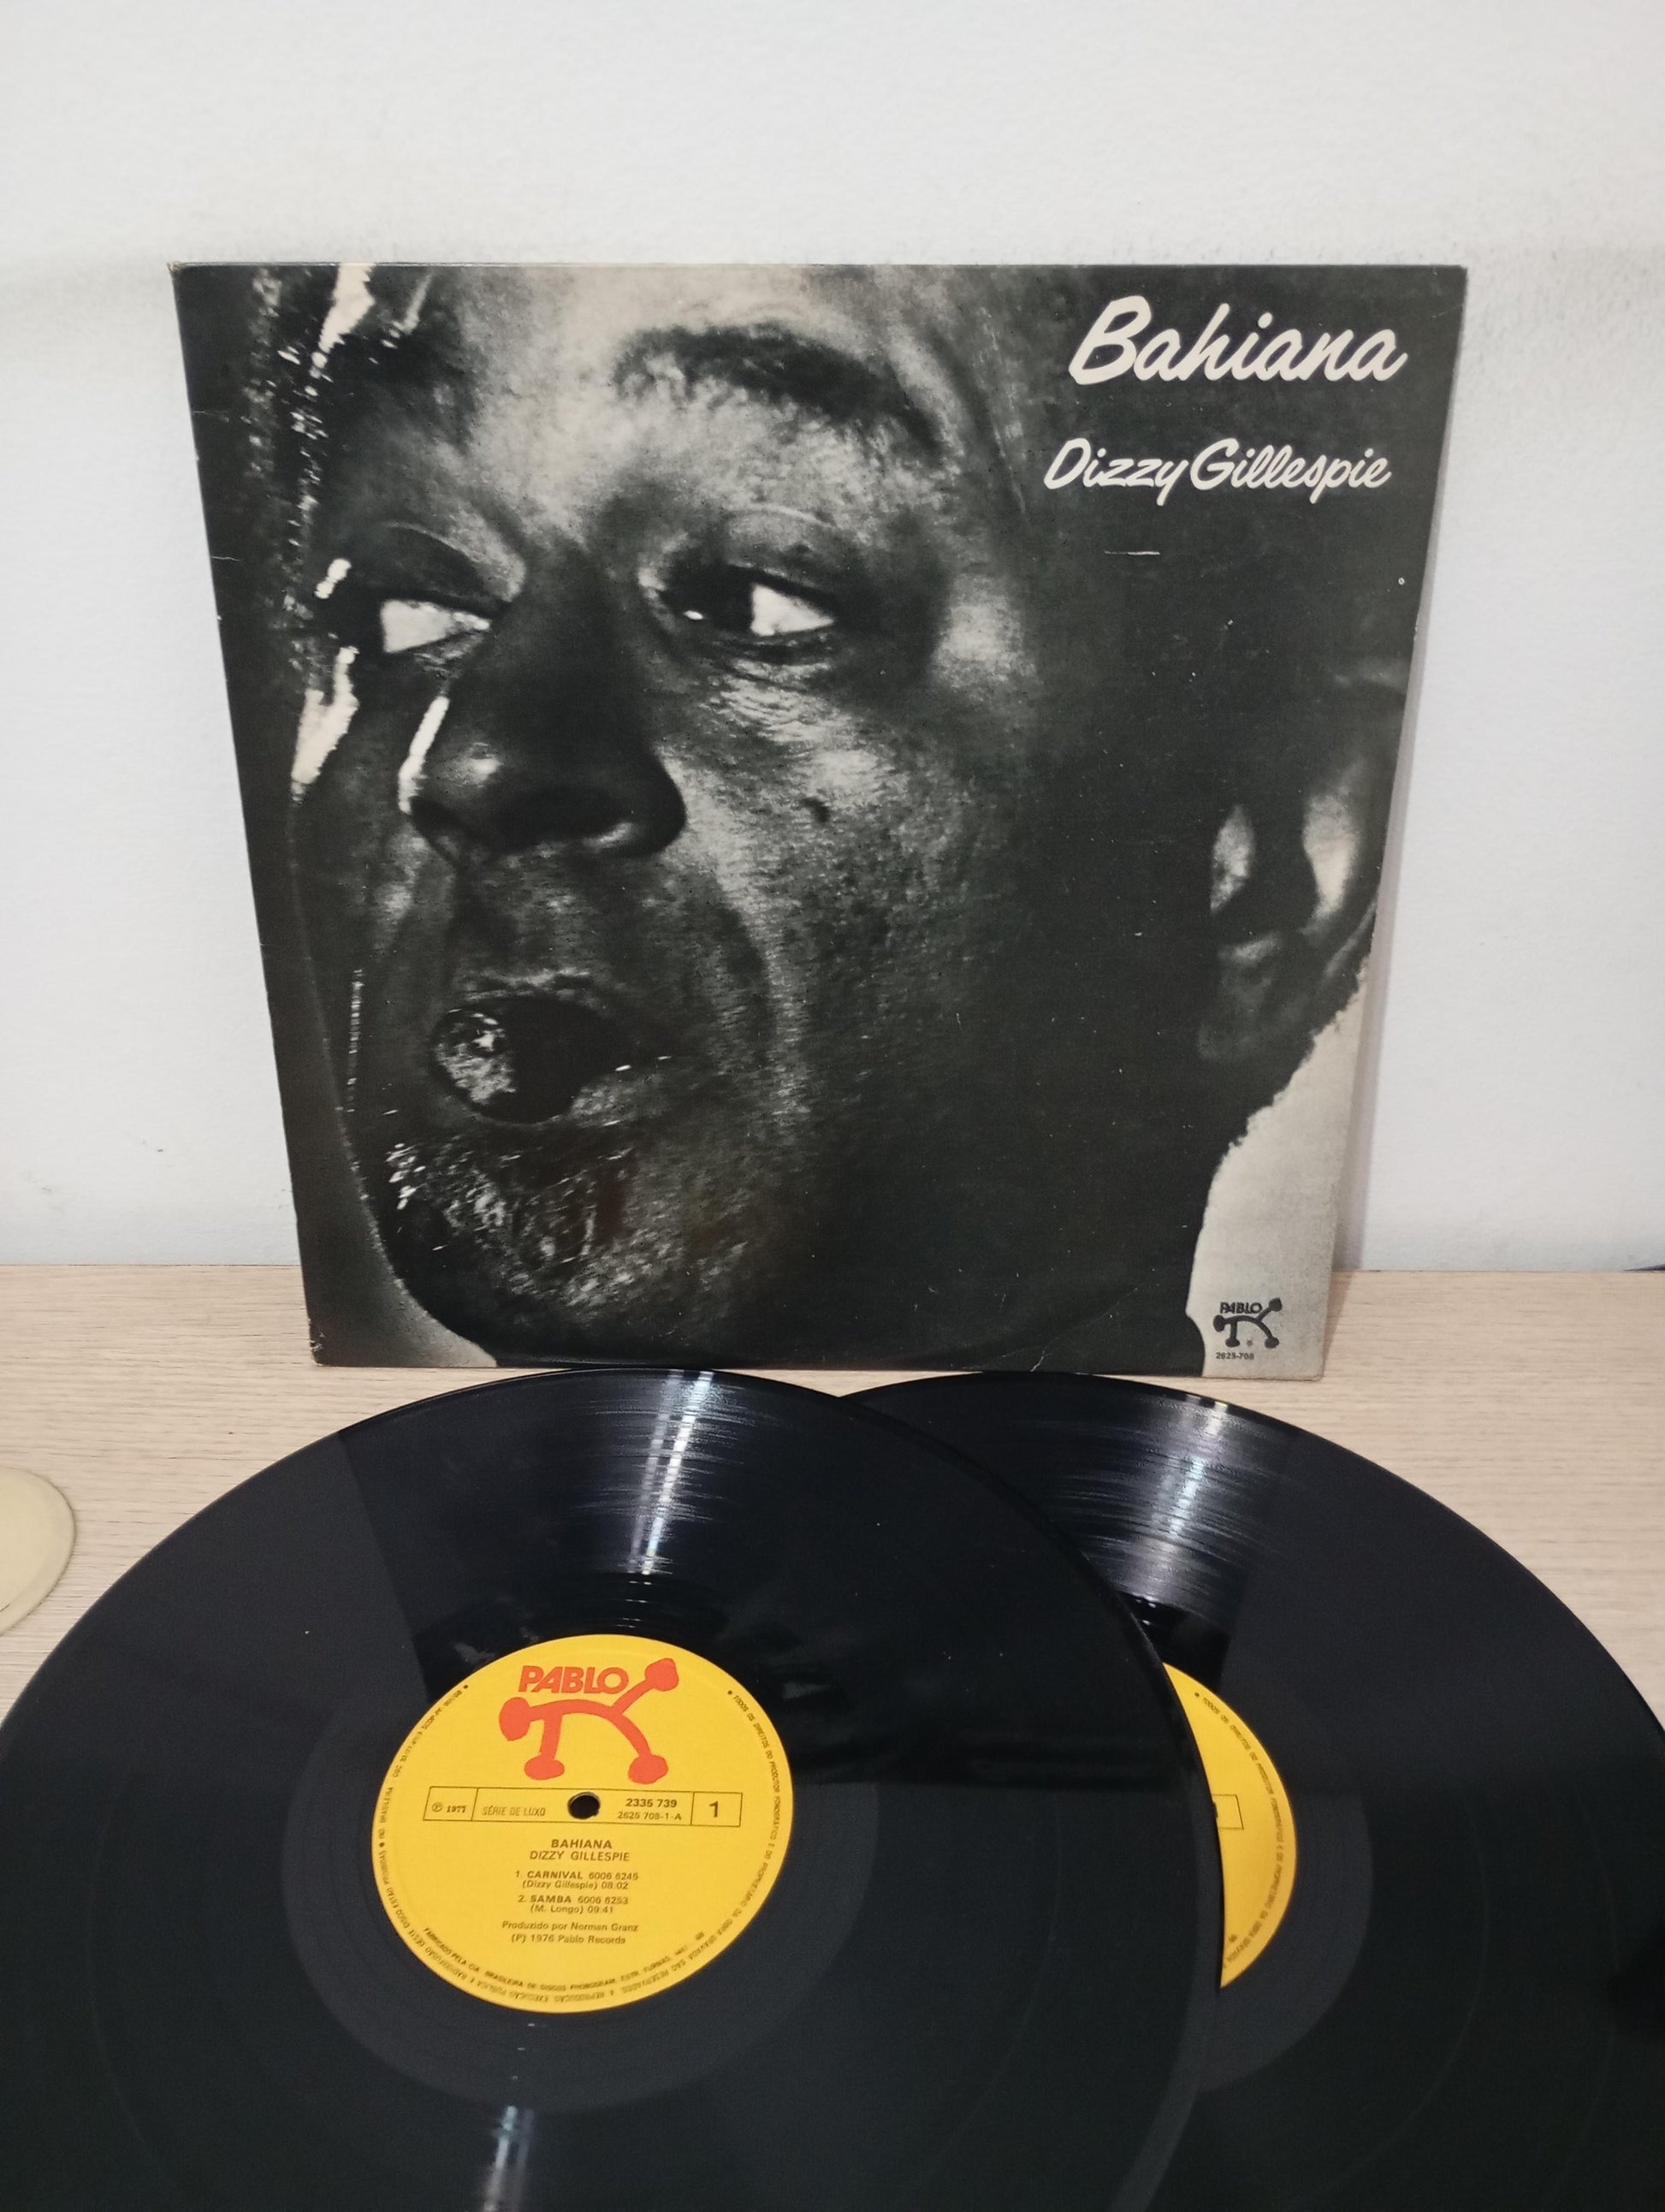 Bahiana
Dizzy Gillespie
PABLO
2625-708
PABLO
℗ 1977
SÉRIE DE LUXO
2335 739
2625 708-1-A
1
BAHIANA
DIZZY GILLESPIE
1. CARNIVAL 6006 6245
(Dizzy Gillespie) 08:02
2. SAMBA 6006 6253
(M. Longo) 09:41
Produzido por Norman Granz
(P) 1976 Pablo Records